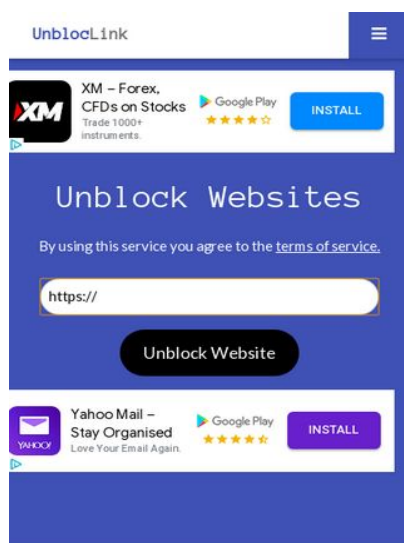 UnblocLink
XM – Forex,
CFDs on Stocks
Trade 1000+
instruments.
XM
Google Play
INSTALL
Unblock Websites
By using this service you agree to the terms of service.
https://
Unblock Website
Yahoo Mail –
Stay Organised
Love Your Email Again.
YAHOO!
Google Play
INSTALL